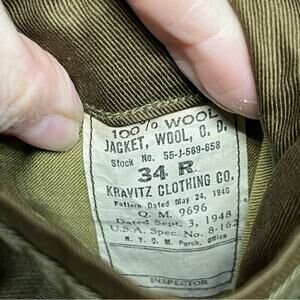 100% WOOL
JACKET, WOOL, O. D.
Stock No. 55-J-569-658
34 R
KRAVITZ CLOTHING CO.
Pattern Dated May 24, 1946
Q. M. 9696
Dated Sept. 3, 1948
U.S.A. Spec. No. 8-162
N. Y. Q. M. Purch. Office
INSPECTOR